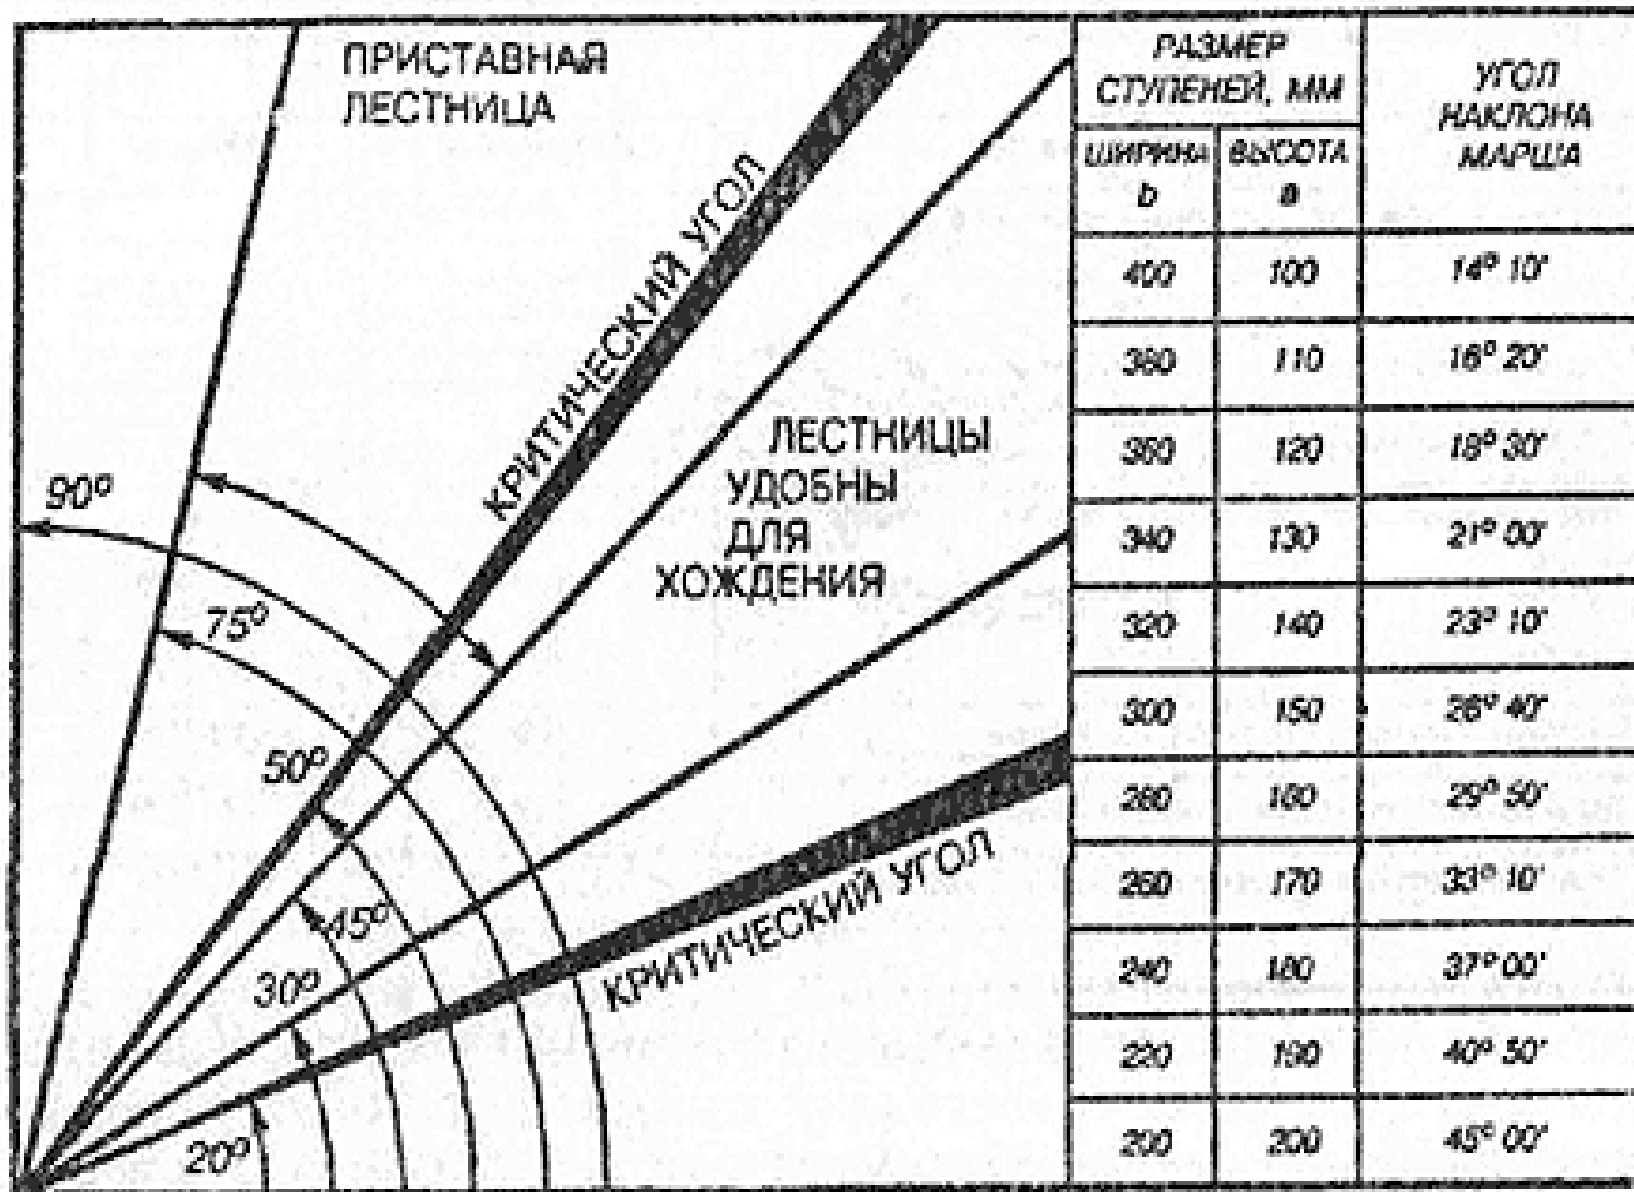 ПРИСТАВНАЯ
ЛЕСТНИЦА
КРИТИЧЕСКИЙ УГОЛ
ЛЕСТНИЦЫ
УДОБНЫ
ДЛЯ
ХОЖДЕНИЯ
КРИТИЧЕСКИЙ УГОЛ
90°
75°
50°
45°
30°
20°
РАЗМЕР
СТУПЕНЕЙ, ММ
УГОЛ
НАКЛОНА
МАРША
ШИРИНА ВЫСОТА
b a
400 100 14° 10'
380 110 16° 20'
360 120 18° 30'
340 130 21° 00'
320 140 23° 10'
300 150 26° 40'
280 160 29° 50'
260 170 33° 10'
240 180 37° 00'
220 190 40° 50'
200 200 45° 00'